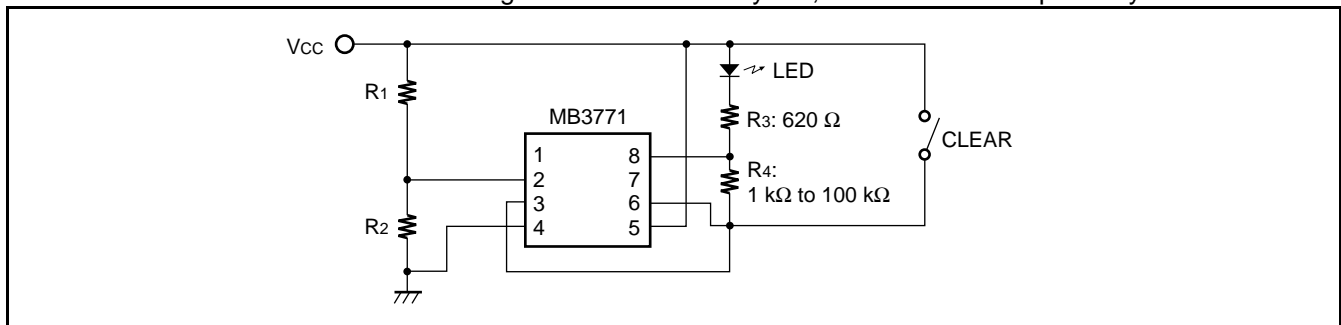 VCC
LED
R1
MB3771
R3: 620 Ω
CLEAR
1 8
R4:
2 7
1 kΩ to 100 kΩ
3 6
R2
4 5